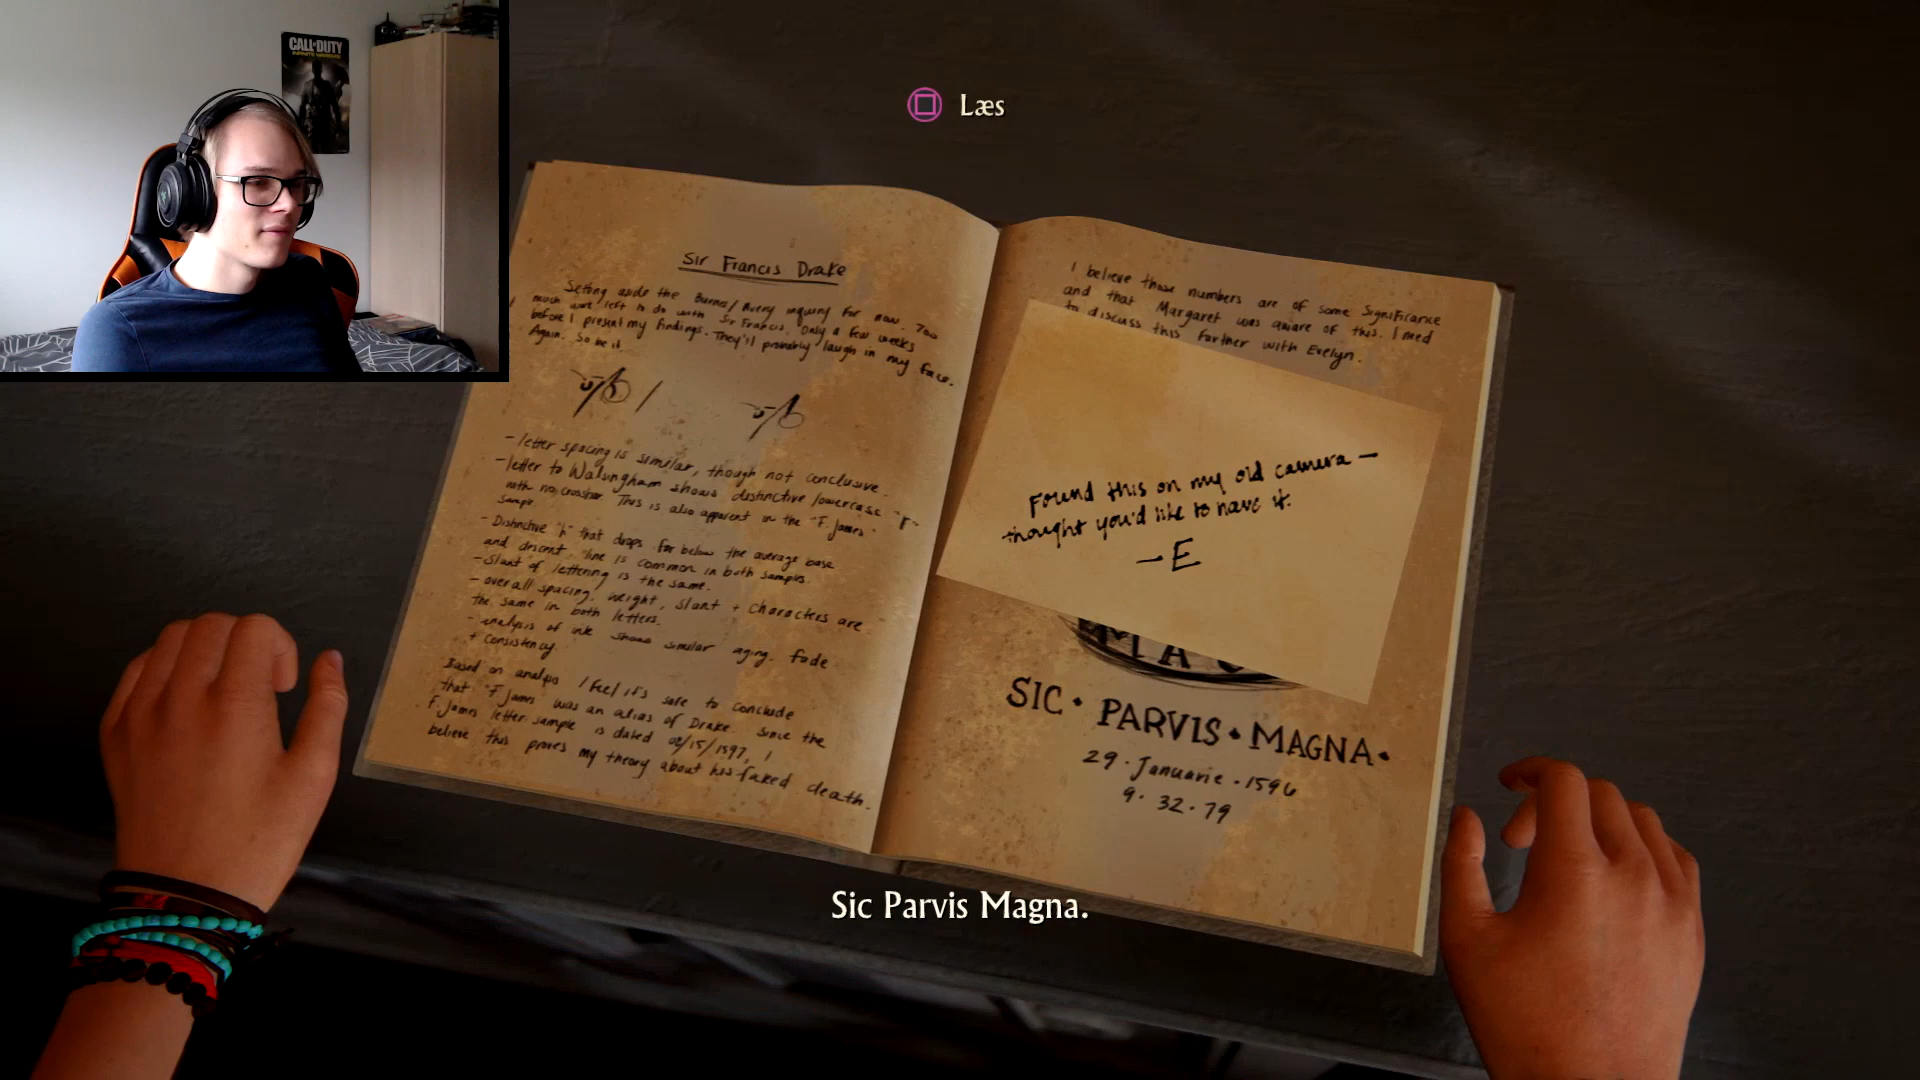 CALL OF DUTY
INFINITE WARFARE
Læs
Sir Francis Drake
Setting aside the Burnes/Avery inquiry for now. Too
much work left to do with Sir Francis. Only a few weeks
before I present my findings. They'll probably laugh in my face.
Again. So be it.
- letter spacing is similar, though not conclusive.
- letter to Walsingham shows distinctive lowercase "F"
with no crossbar. This is also apparent in the "F. James"
sample.
- Distinctive "h" that drops far below the average base
and descent line is common in both samples.
- Slant of lettering is the same.
- overall spacing, weight, slant + characters are
the same in both letters.
- analysis of ink shows similar aging, fade
+ consistency.
Based on analysis I feel it's safe to conclude
that "F James" was an alias of Drake. Since the
F. James letter sample is dated 02/15/1597, I
believe this proves my theory about his faked death.
I believe those numbers are of some significance
and that Margaret was aware of this. I need
to discuss this further with Evelyn.
Found this on my old camera —
thought you'd like to have it.
—E
MAG
SIC · PARVIS · MAGNA ·
29 · Januarie · 1596
9 · 32 · 79
Sic Parvis Magna.